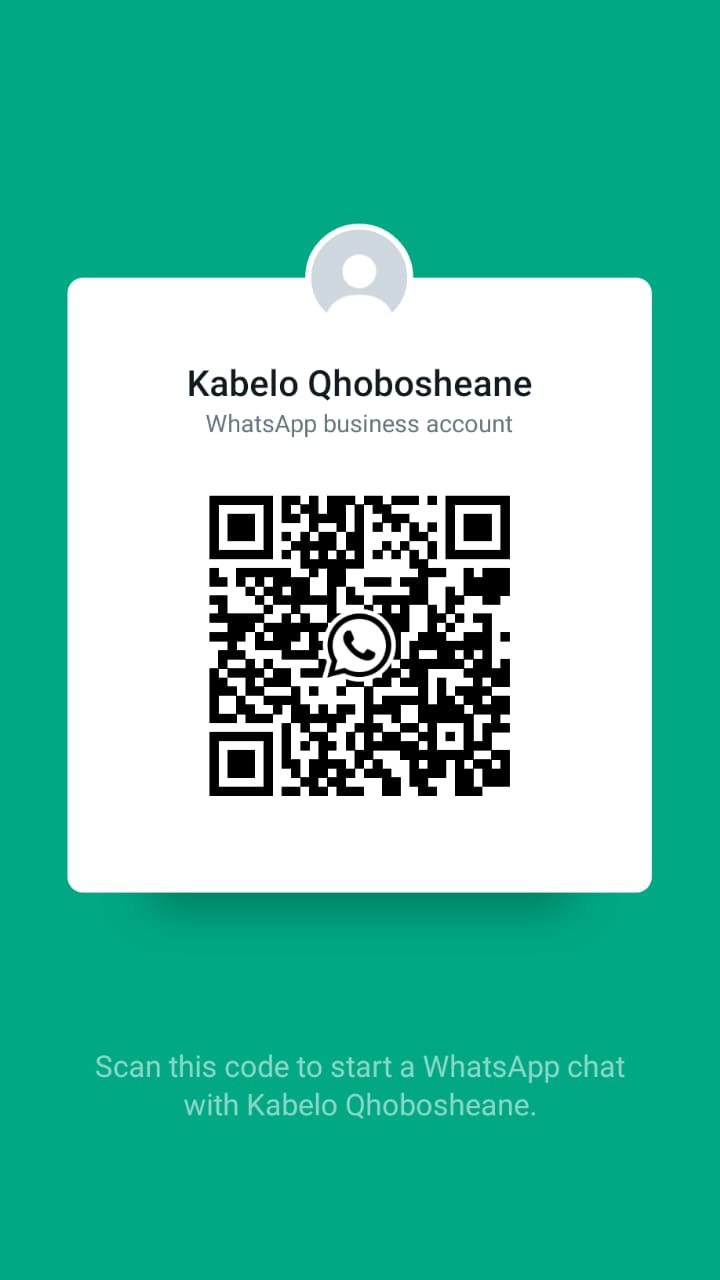 Kabelo Qhobosheane
WhatsApp business account
Scan this code to start a WhatsApp chat
with Kabelo Qhobosheane.